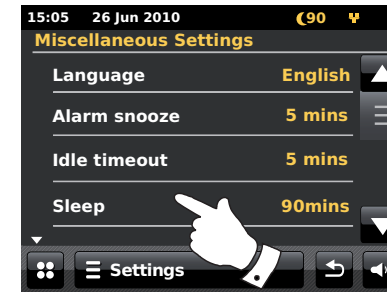 15:05 26 Jun 2010 90
Miscellaneous Settings
Language English
Alarm snooze 5 mins
Idle timeout 5 mins
Sleep 90mins
Settings